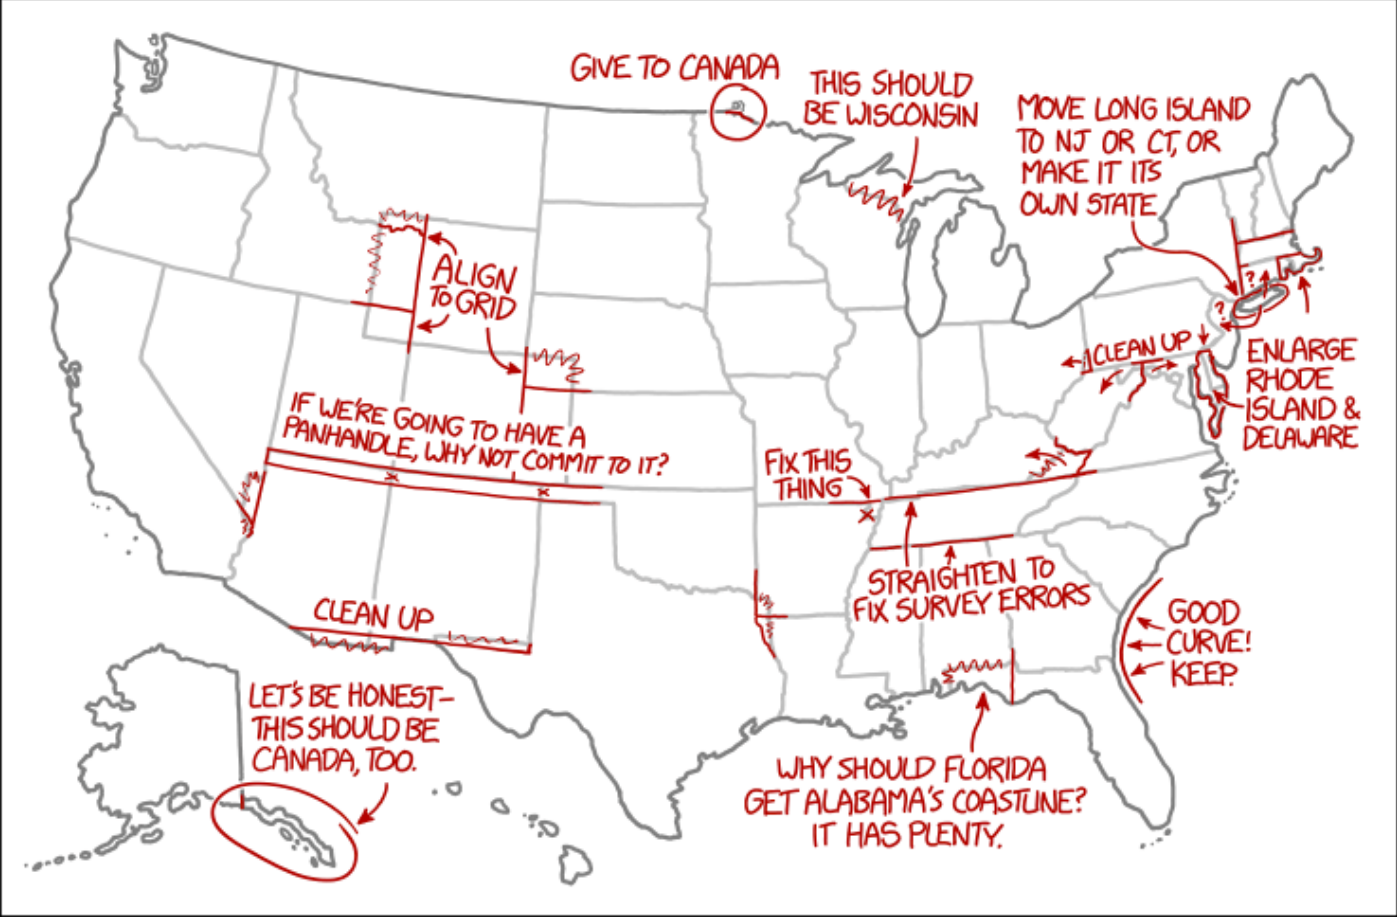 GIVE TO CANADA
THIS SHOULD
BE WISCONSIN
MOVE LONG ISLAND
TO NJ OR CT, OR
MAKE IT ITS
OWN STATE
ALIGN
TO GRID
?
?
CLEAN UP
ENLARGE
RHODE
ISLAND &
DELAWARE
IF WE'RE GOING TO HAVE A
PANHANDLE, WHY NOT COMMIT TO IT?
FIX THIS
THING
STRAIGHTEN TO
FIX SURVEY ERRORS
CLEAN UP
GOOD
CURVE!
KEEP.
LET'S BE HONEST—
THIS SHOULD BE
CANADA, TOO.
WHY SHOULD FLORIDA
GET ALABAMA'S COASTLINE?
IT HAS PLENTY.